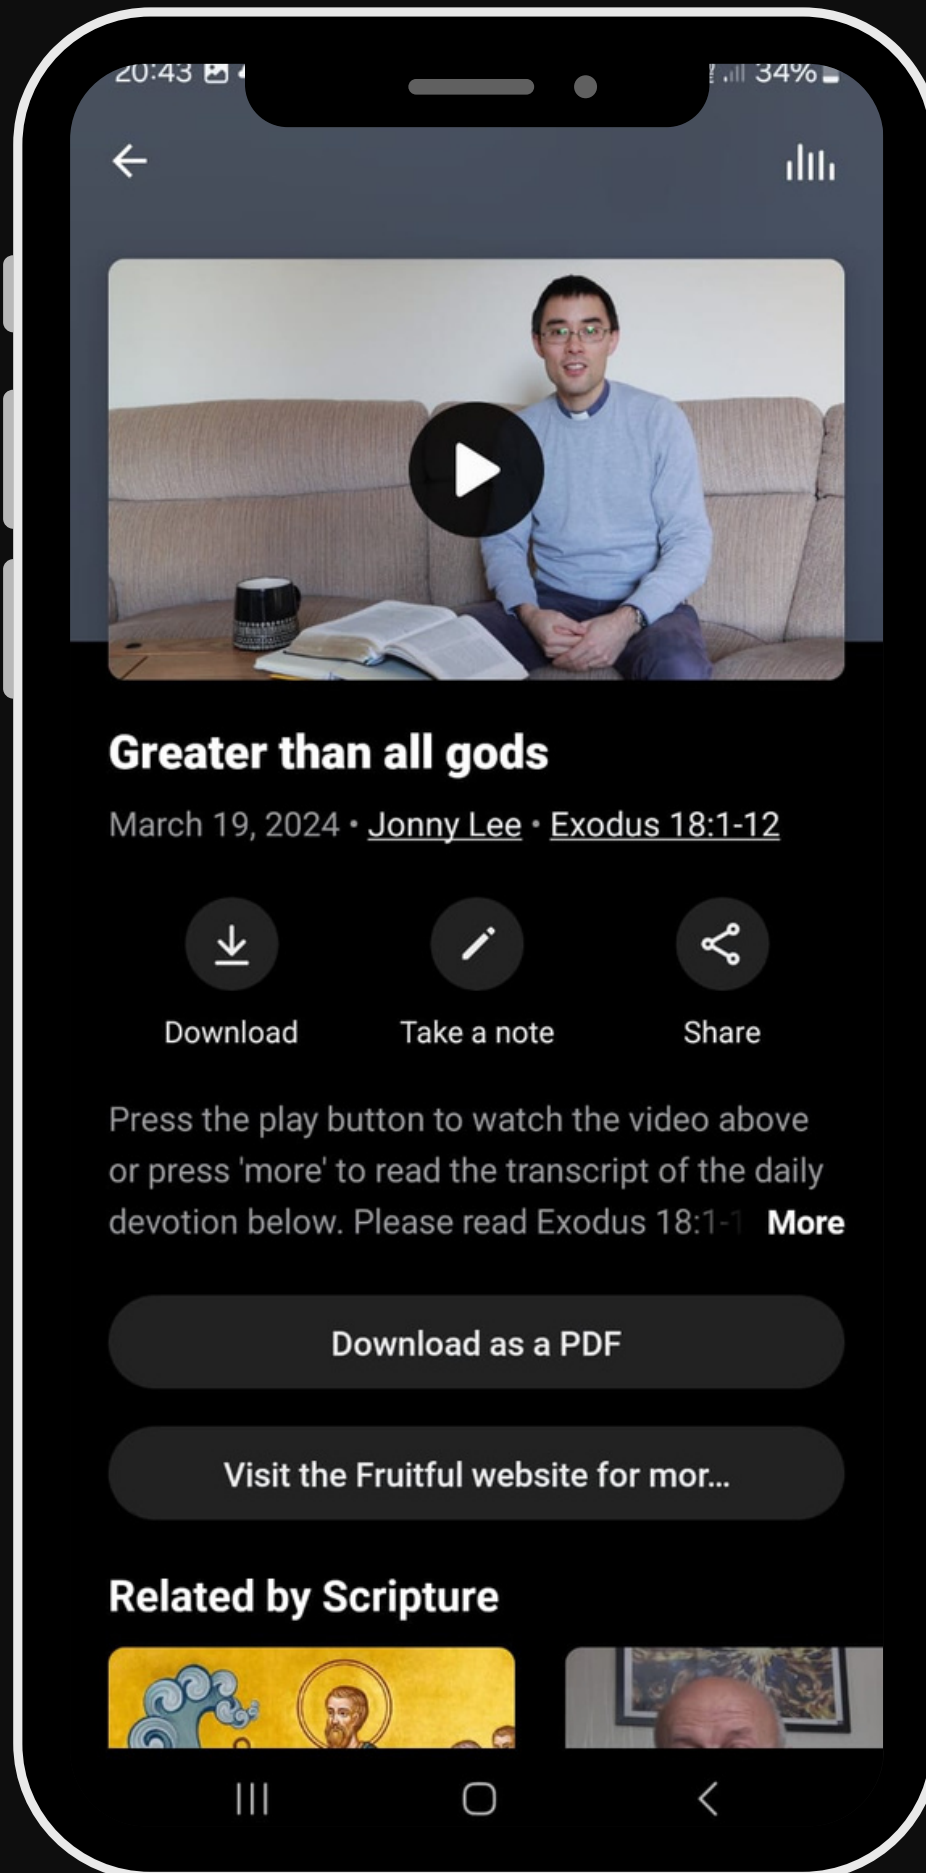 20:43 34%
Greater than all gods
March 19, 2024 • Jonny Lee • Exodus 18:1-12
Download Take a note Share
Press the play button to watch the video above
or press 'more' to read the transcript of the daily
devotion below. Please read Exodus 18:1-1 More
Download as a PDF
Visit the Fruitful website for mor...
Related by Scripture